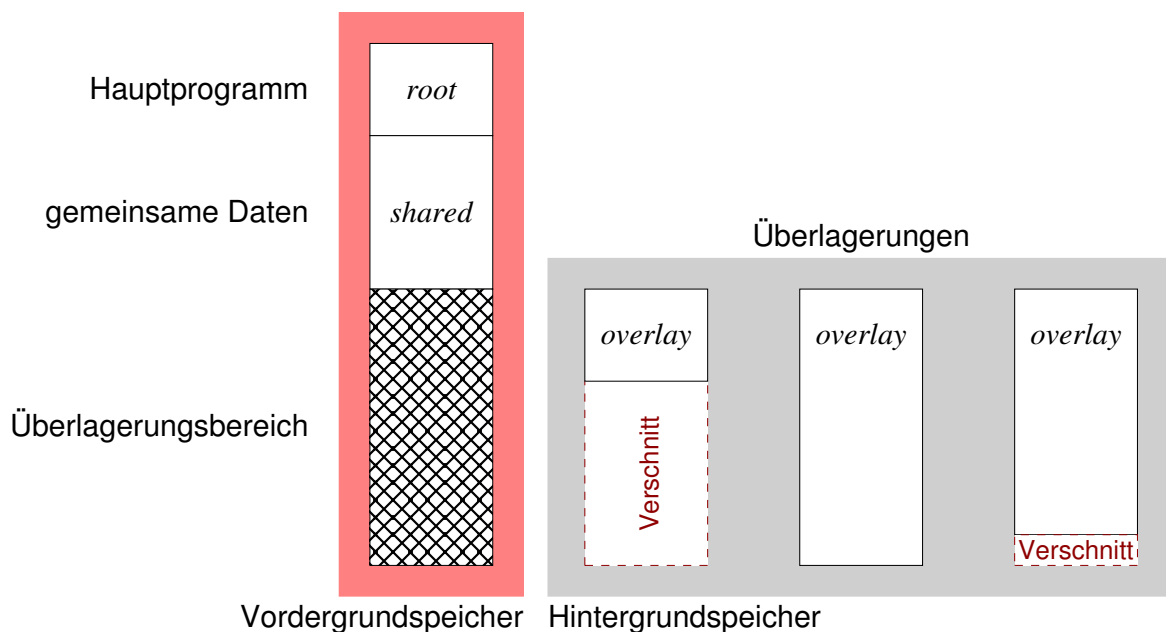 Hauptprogramm
root
gemeinsame Daten
shared
Überlagerungen
overlay
overlay
overlay
Überlagerungsbereich
Verschnitt
Verschnitt
Vordergrundspeicher
Hintergrundspeicher